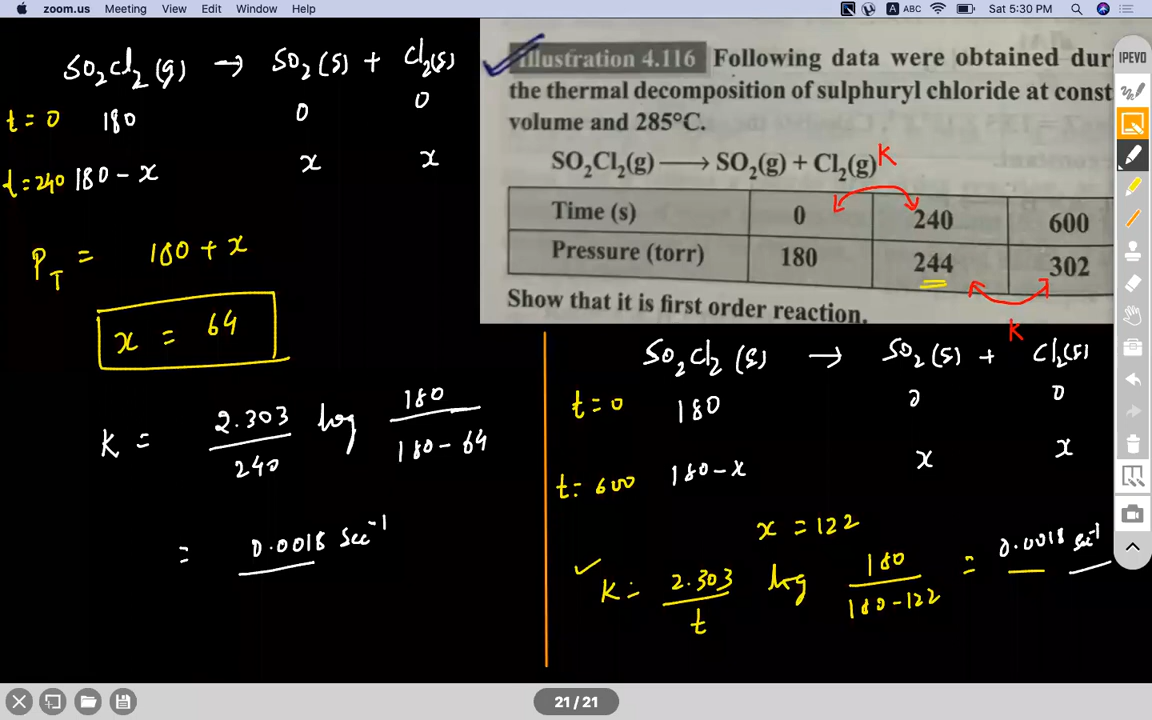 zoom.us Meeting View Edit Window Help
A ABC Sat 5:30 PM
SO2Cl2 (g) → SO2(g) + Cl2(g)
t = 0 180 0 0
t = 240 180 - x x x
PT = 180 + x
x = 64
K = 2.303/240 log 180/180 - 64
= 0.0018 Sec⁻¹
Illustration 4.116 Following data were obtained dur
the thermal decomposition of sulphuryl chloride at const
volume and 285°C.
SO2Cl2(g) ⟶ SO2(g) + Cl2(g) K
Time (s) 0 240 600
Pressure (torr) 180 244 302
K
Show that it is first order reaction.
SO2Cl2 (g) → SO2(g) + Cl2(g)
t = 0 180 0 0
t = 600 180 - x x x
x = 122
K = 2.303/t log 180/180 - 122 = 0.0018 sec⁻¹
IPEVO
21 / 21